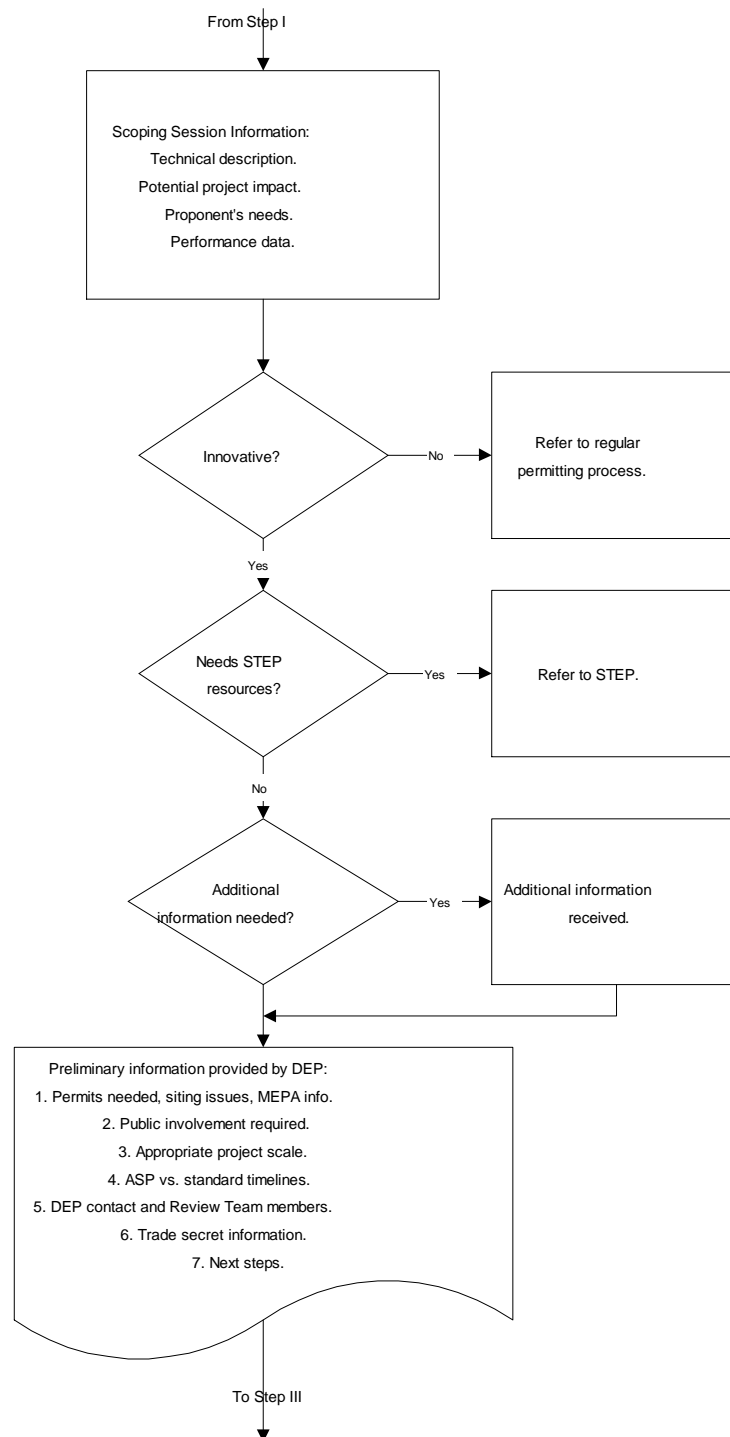 From Step I
Scoping Session Information:
Technical description.
Potential project impact.
Proponent's needs.
Performance data.
Innovative?
No
Refer to regular
permitting process.
Yes
Needs STEP
resources?
Yes
Refer to STEP.
No
Additional
information needed?
Yes
Additional information
received.
Preliminary information provided by DEP:
1. Permits needed, siting issues, MEPA info.
2. Public involvement required.
3. Appropriate project scale.
4. ASP vs. standard timelines.
5. DEP contact and Review Team members.
6. Trade secret information.
7. Next steps.
To Step III